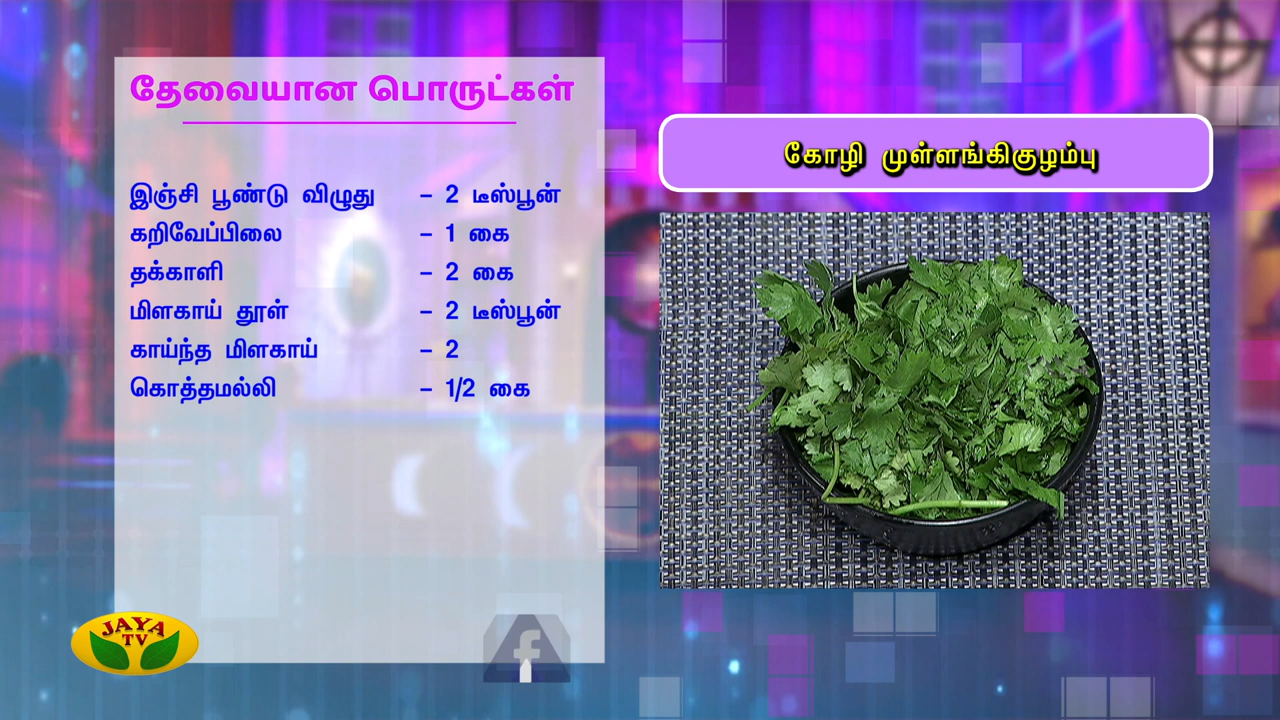 தேவையான பொருட்கள்
இஞ்சி பூண்டு விழுது - 2 டீஸ்பூன்
கறிவேப்பிலை - 1 கை
தக்காளி - 2 கை
மிளகாய் தூள் - 2 டீஸ்பூன்
காய்ந்த மிளகாய் - 2
கொத்தமல்லி - 1/2 கை
கோழி முள்ளங்கிகுழம்பு
JAYA
TV
f